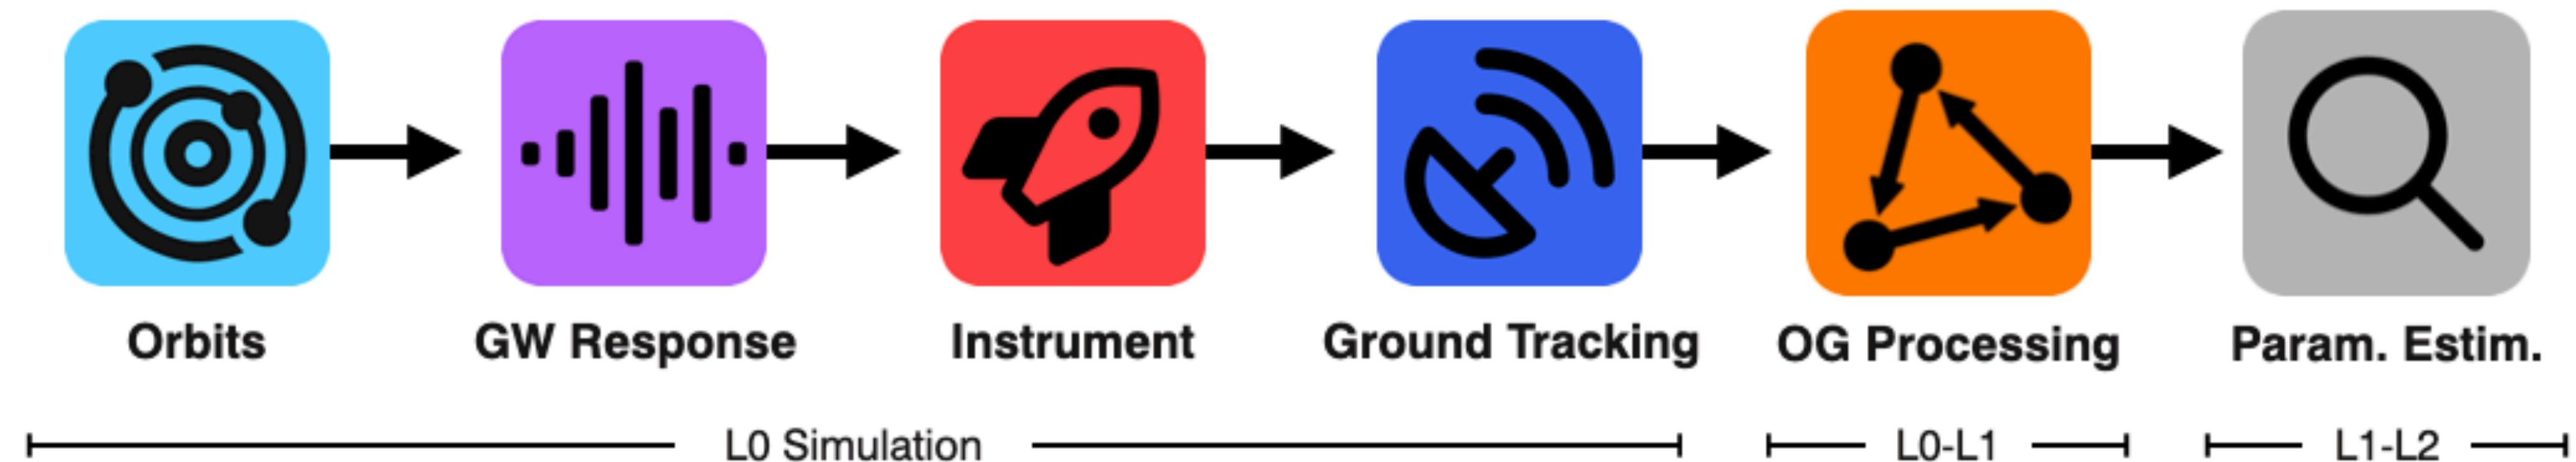 Orbits
GW Response
Instrument
Ground Tracking
OG Processing
Param. Estim.
L0 Simulation
L0-L1
L1-L2